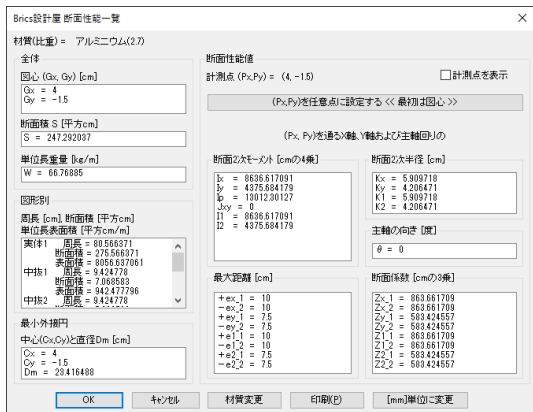 Brics設計屋 断面性能一覧
材質(比重) = アルミニウム(2.7)
全体
図心 (Gx, Gy) [cm]
Gx = 4
Gy = -1.5
断面積 S [平方cm]
S = 247.292037
単位長重量 [kg/m]
W = 66.76885
図形別
周長 [cm], 断面積 [平方cm]
単位長表面積 [平方cm/m]
実体1 周長 = 80.566371
断面積 = 275.566371
表面積 = 8056.637061
中抜1 周長 = 9.424778
断面積 = 7.068583
表面積 = 942.477796
中抜2 周長 = 9.424778
最小外接円
中心(Cx,Cy)と直径Dm [cm]
Cx = 4
Cy = -1.5
Dm = 23.416488
断面性能値
計測点 (Px,Py) = (4, -1.5)
計測点を表示
(Px,Py)を任意点に設定する << 最初は図心 >>
(Px, Py)を通るX軸、Y軸および主軸回りの
断面2次モーメント [cmの4乗]
Ix = 8636.617091
Iy = 4375.684179
Ip = 13012.30127
Jxy = 0
I1 = 8636.617091
I2 = 4375.684179
断面2次半径 [cm]
Kx = 5.909718
Ky = 4.206471
K1 = 5.909718
K2 = 4.206471
主軸の向き [度]
θ = 0
最大距離 [cm]
+ex_1 = 10
-ex_2 = 10
+ey_1 = 7.5
-ey_2 = 7.5
+e1_1 = 10
-e1_2 = 10
+e2_1 = 7.5
-e2_2 = 7.5
断面係数 [cmの3乗]
Zx_1 = 863.661709
Zx_2 = 863.661709
Zy_1 = 583.424557
Zy_2 = 583.424557
Z1_1 = 863.661709
Z1_2 = 863.661709
Z2_1 = 583.424557
Z2_2 = 583.424557
OK
キャンセル
材質変更
印刷(P)
[mm]単位に変更